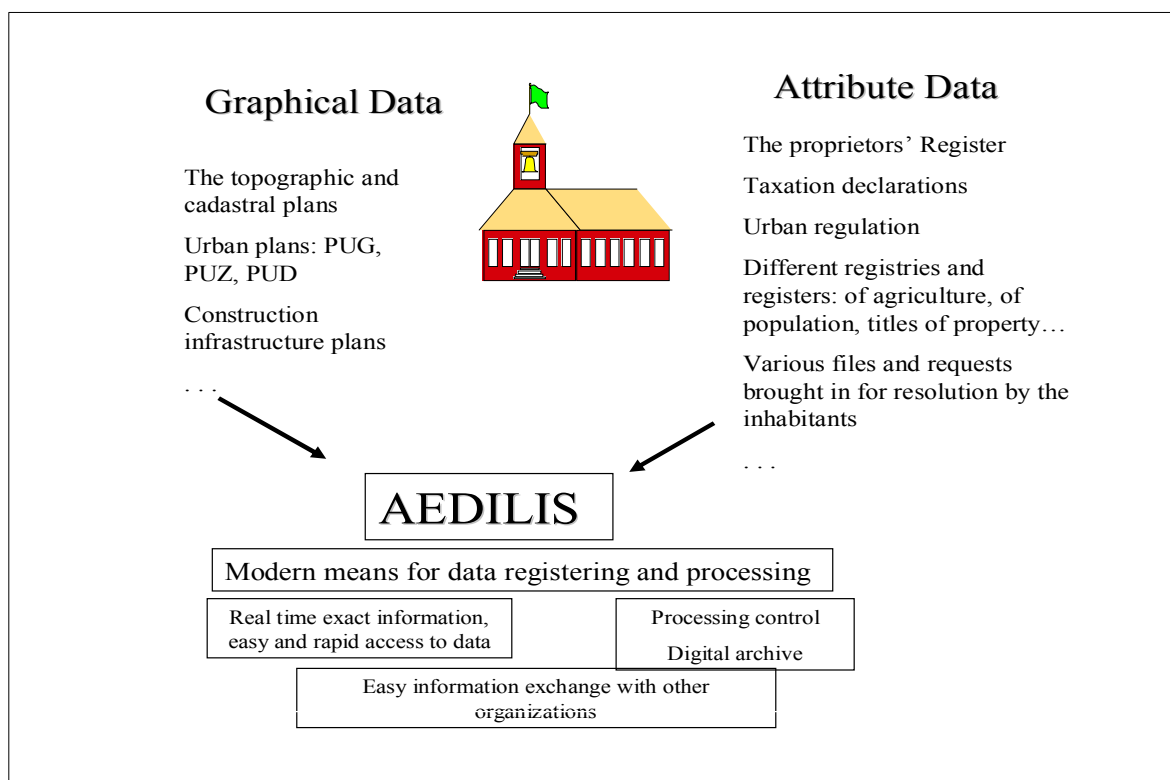 Graphical Data
The topographic and
cadastral plans
Urban plans: PUG,
PUZ, PUD
Construction
infrastructure plans
. . .
Attribute Data
The proprietors’ Register
Taxation declarations
Urban regulation
Different registries and
registers: of agriculture, of
population, titles of property…
Various files and requests
brought in for resolution by the
inhabitants
. . .
AEDILIS
Modern means for data registering and processing
Real time exact information,
easy and rapid access to data
Processing control
Digital archive
Easy information exchange with other
organizations